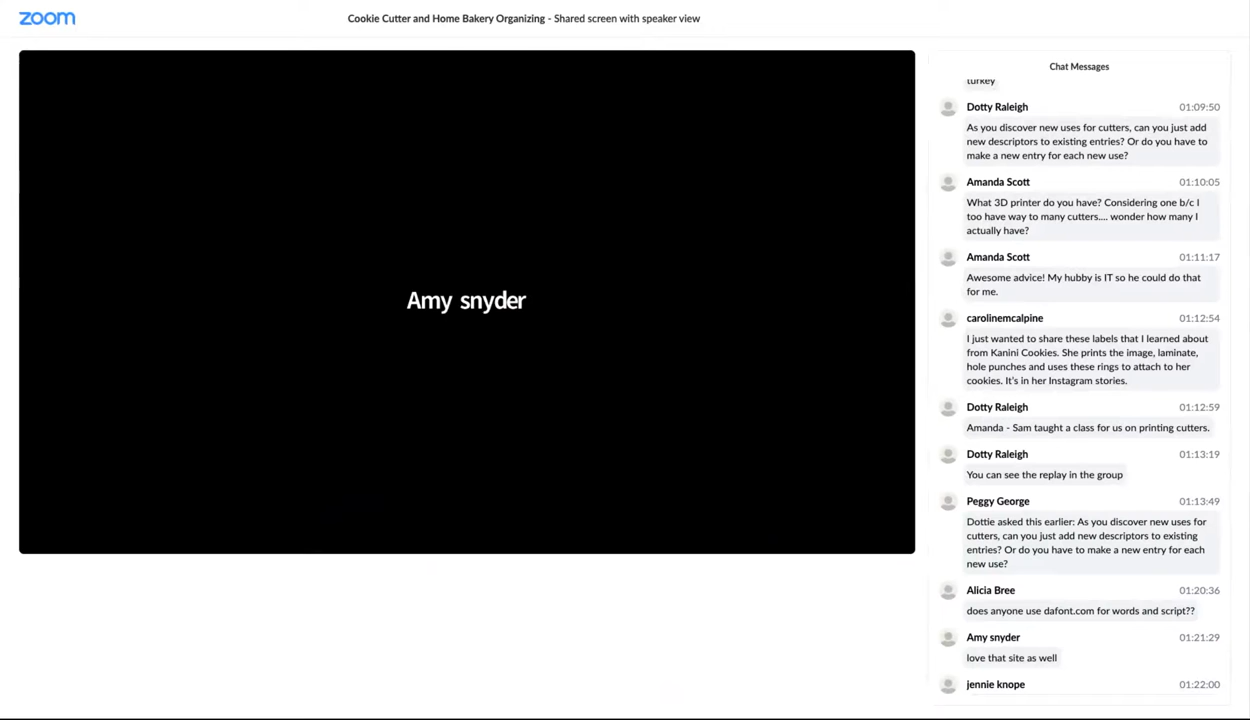 zoom
Cookie Cutter and Home Bakery Organizing - Shared screen with speaker view
Amy snyder
Chat Messages
turkey
Dotty Raleigh 01:09:50
As you discover new uses for cutters, can you just add
new descriptors to existing entries? Or do you have to
make a new entry for each new use?
Amanda Scott 01:10:05
What 3D printer do you have? Considering one b/c I
too have way to many cutters.... wonder how many I
actually have?
Amanda Scott 01:11:17
Awesome advice! My hubby is IT so he could do that
for me.
carolinemcalpine 01:12:54
I just wanted to share these labels that I learned about
from Kanini Cookies. She prints the image, laminate,
hole punches and uses these rings to attach to her
cookies. It's in her Instagram stories.
Dotty Raleigh 01:12:59
Amanda - Sam taught a class for us on printing cutters.
Dotty Raleigh 01:13:19
You can see the replay in the group
Peggy George 01:13:49
Dottie asked this earlier: As you discover new uses for
cutters, can you just add new descriptors to existing
entries? Or do you have to make a new entry for each
new use?
Alicia Bree 01:20:36
does anyone use dafont.com for words and script??
Amy snyder 01:21:29
love that site as well
jennie knope 01:22:00